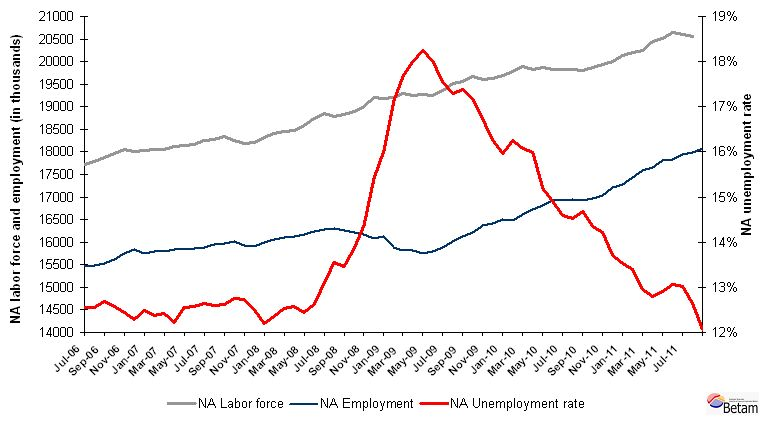 NA labor force and employment (in thousands)
21000
20500
20000
19500
19000
18500
18000
17500
17000
16500
16000
15500
15000
14500
14000
19%
18%
17%
16%
15%
14%
13%
12%
NA unemployment rate
Jul-06
Sep-06
Nov-06
Jan-07
Mar-07
May-07
Jul-07
Sep-07
Nov-07
Jan-08
Mar-08
May-08
Jul-08
Sep-08
Nov-08
Jan-09
Mar-09
May-09
Jul-09
Sep-09
Nov-09
Jan-10
Mar-10
May-10
Jul-10
Sep-10
Nov-10
Jan-11
Mar-11
May-11
Jul-11
NA Labor force
NA Employment
NA Unemployment rate
Betam